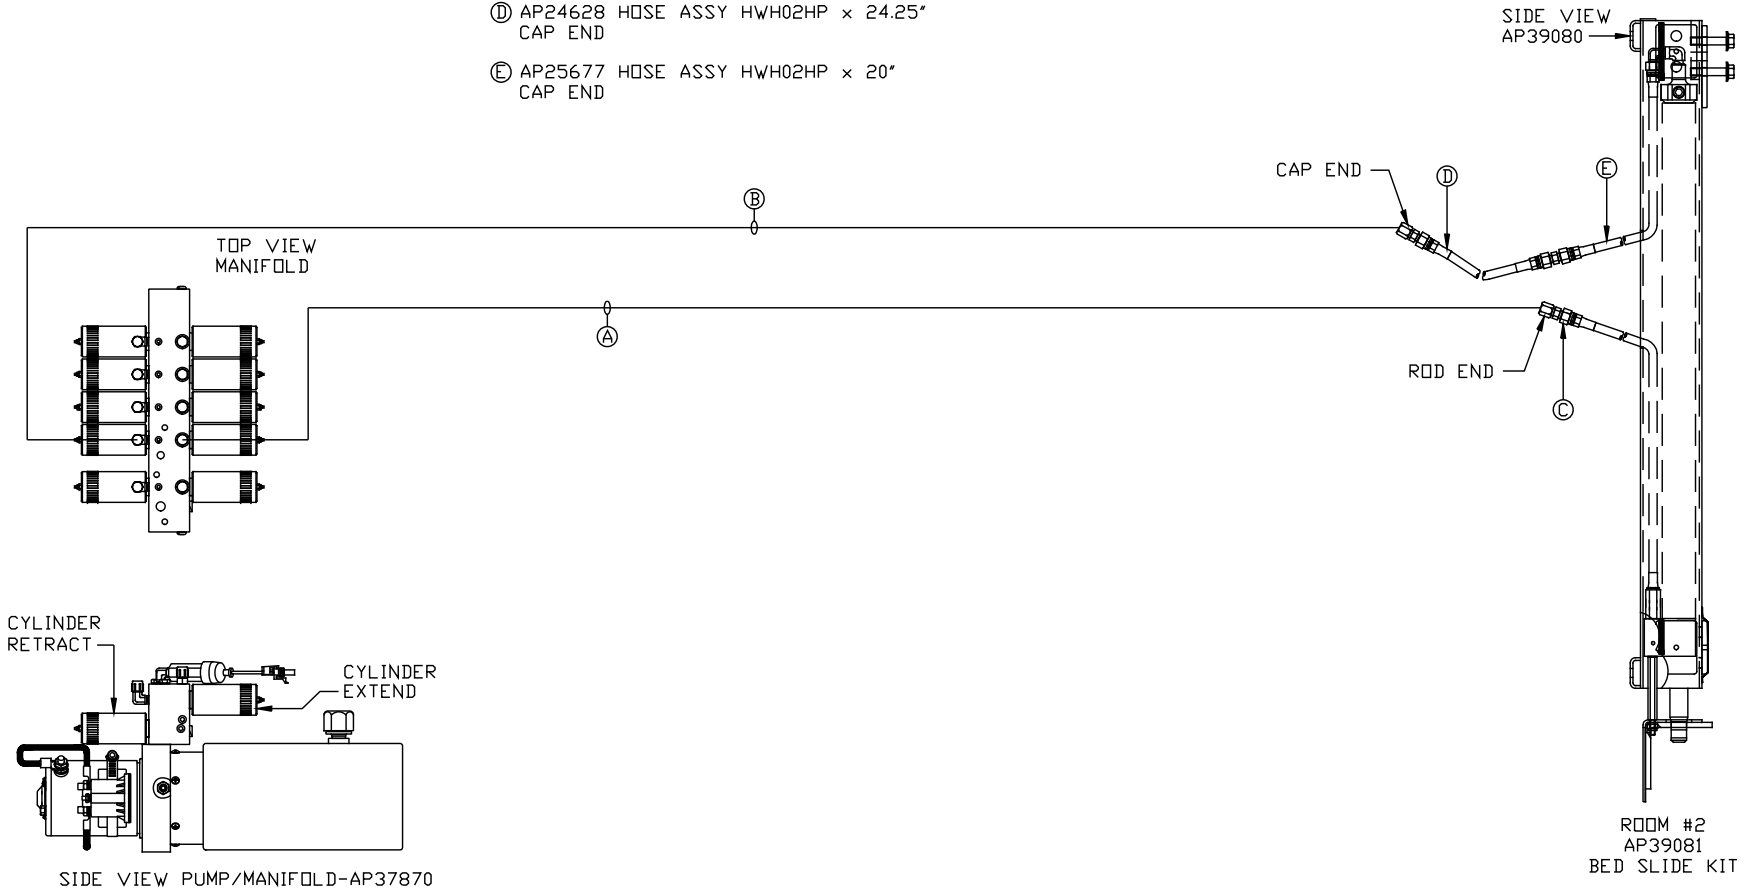 Ⓓ AP24628 HOSE ASSY HWH02HP x 24.25"
CAP END
Ⓔ AP25677 HOSE ASSY HWH02HP x 20"
CAP END
SIDE VIEW
AP39080
CAP END
D
E
B
TOP VIEW
MANIFOLD
A
ROD END
C
CYLINDER
RETRACT
CYLINDER
EXTEND
SIDE VIEW PUMP/MANIFOLD-AP37870
ROOM #2
AP39081
BED SLIDE KIT